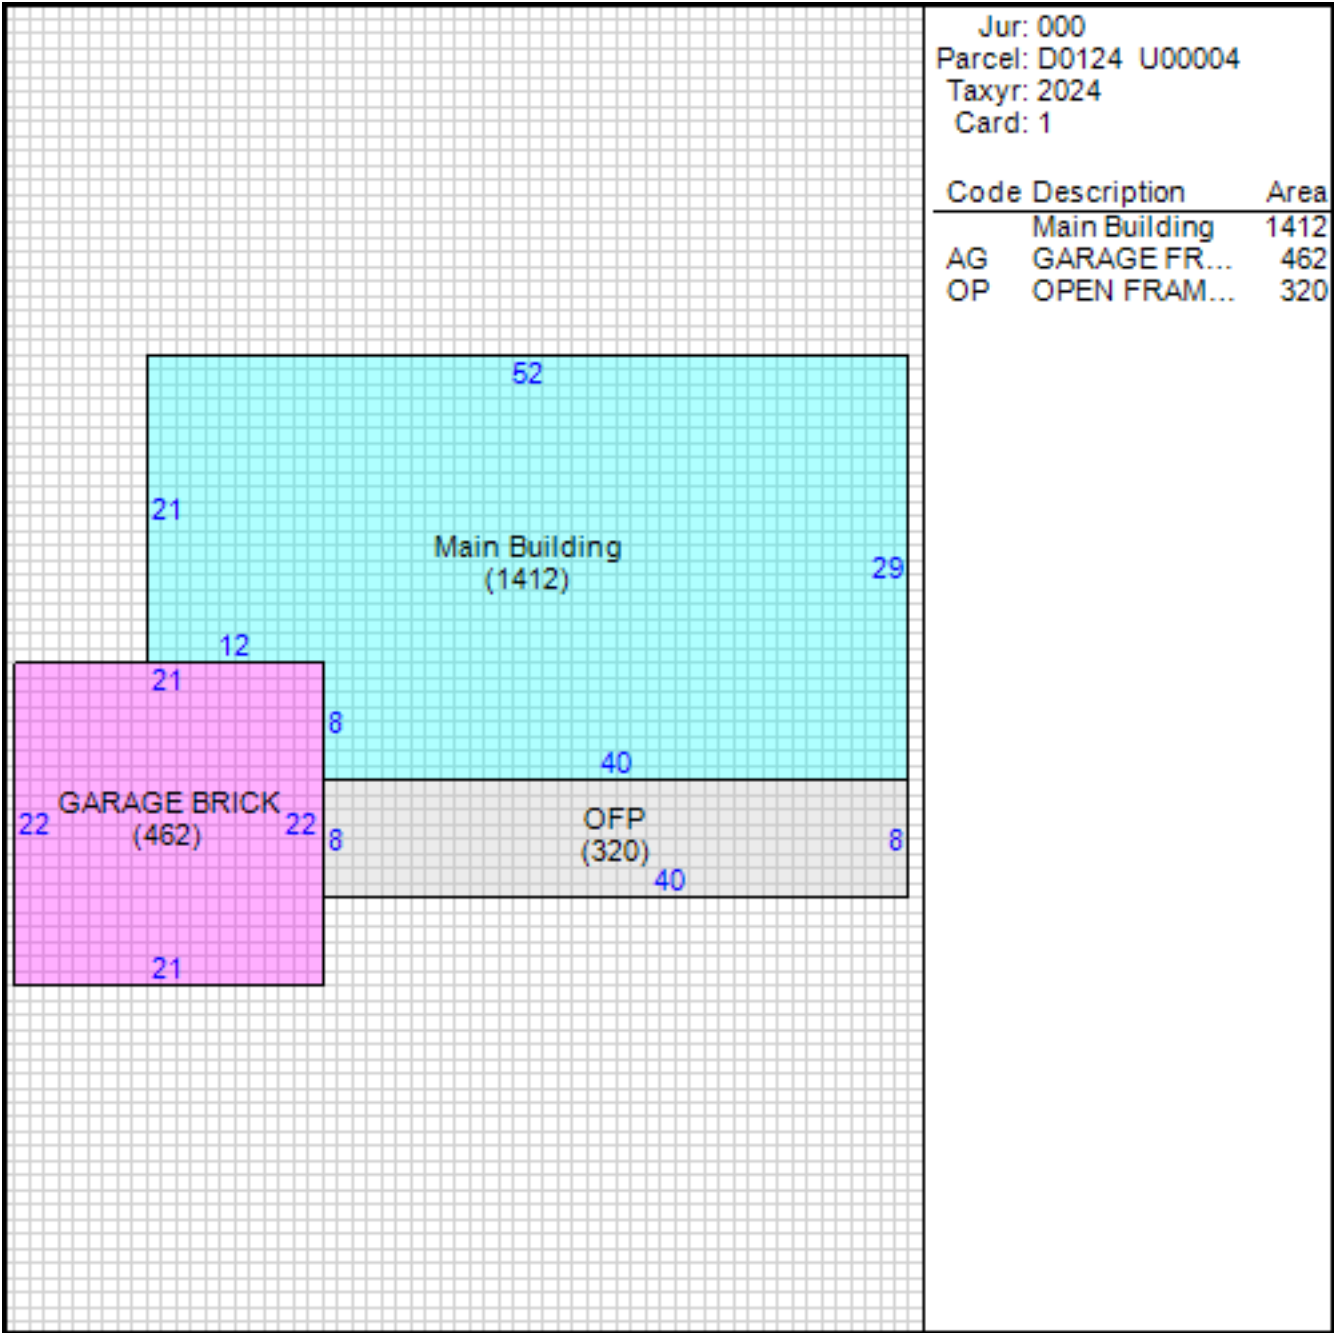 Jur: 000
Parcel: D0124 U00004
Taxyr: 2024
Card: 1
Code Description Area
Main Building 1412
AG GARAGE FR... 462
OP OPEN FRAM... 320
52
21
Main Building
(1412)
29
12
21
8
40
GARAGE BRICK
(462)
22
22
OFP
(320)
8
8
40
21